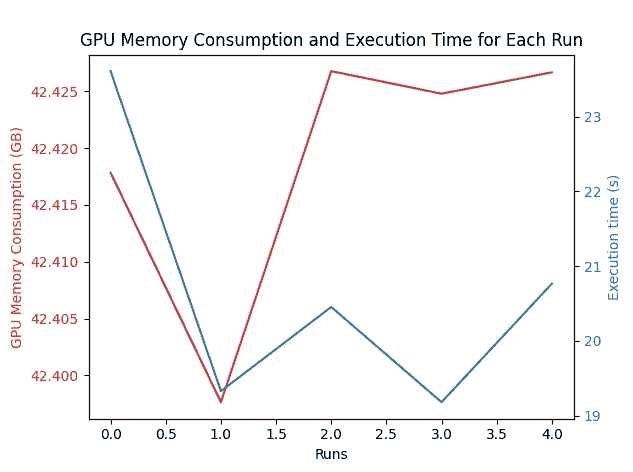 GPU Memory Consumption and Execution Time for Each Run
GPU Memory Consumption (GB)
42.425
42.420
42.415
42.410
42.405
42.400
23
22
21
20
19
Execution time (s)
0.0 0.5 1.0 1.5 2.0 2.5 3.0 3.5 4.0
Runs